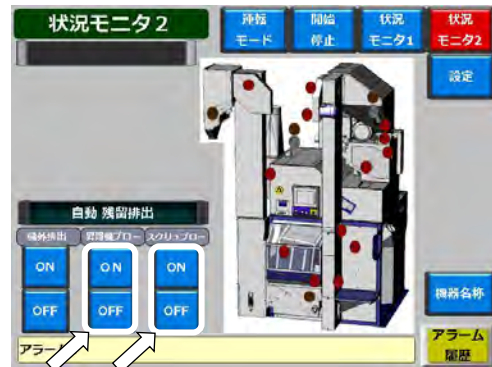 状況モニタ２
運転
モード
開始
停止
状況
モニタ1
状況
モニタ2
設定
自動 残留排出
機外排出
昇降機ブロー
スクリュブロー
ON
ON
ON
OFF
OFF
OFF
機器名称
アラーム
履歴